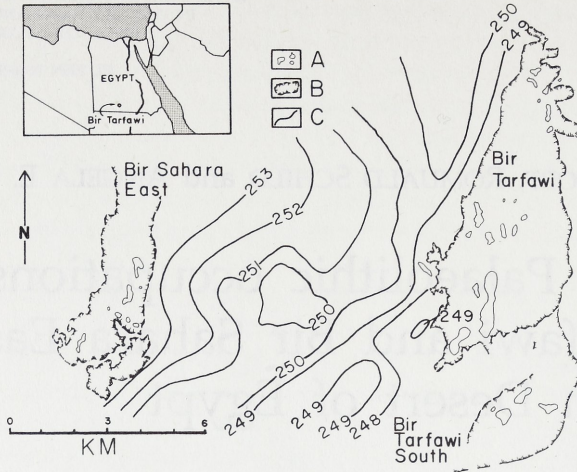 EGYPT
Bir Tarfawi
A
B
C
250
249
Bir Sahara
East
253
Bir
Tarfawi
N
252
251
250
249
250
249
249
249
248
Bir
Tarfawi
South
0 3 6
KM